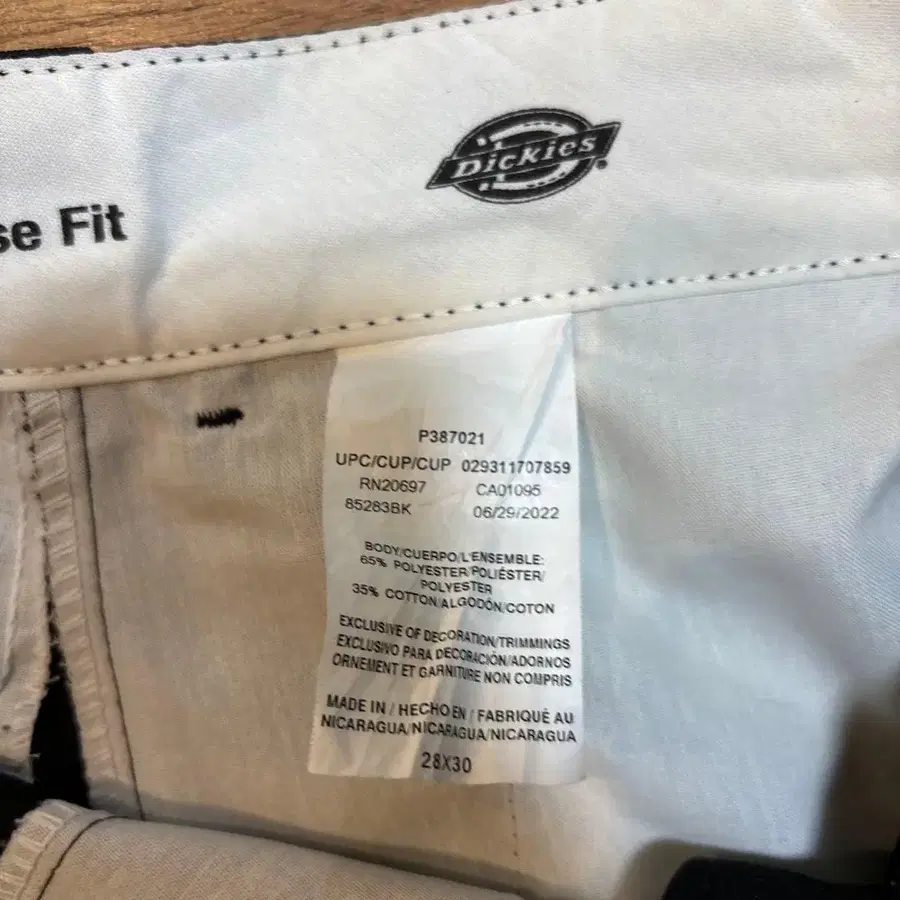 Dickies
se Fit
P387021
UPC/CUP/CUP 029311707859
RN20697 CA01095
85283BK 06/29/2022
BODY/CUERPO/L'ENSEMBLE:
65% POLYESTER/POLIÉSTER/
POLYESTER
35% COTTON/ALGODÓN/COTON
EXCLUSIVE OF DECORATION/TRIMMINGS
EXCLUSIVO PARA DECORACIÓN/ADORNOS
ORNEMENT ET GARNITURE NON COMPRIS
MADE IN / HECHO EN / FABRIQUÉ AU
NICARAGUA/NICARAGUA/NICARAGUA
28X30